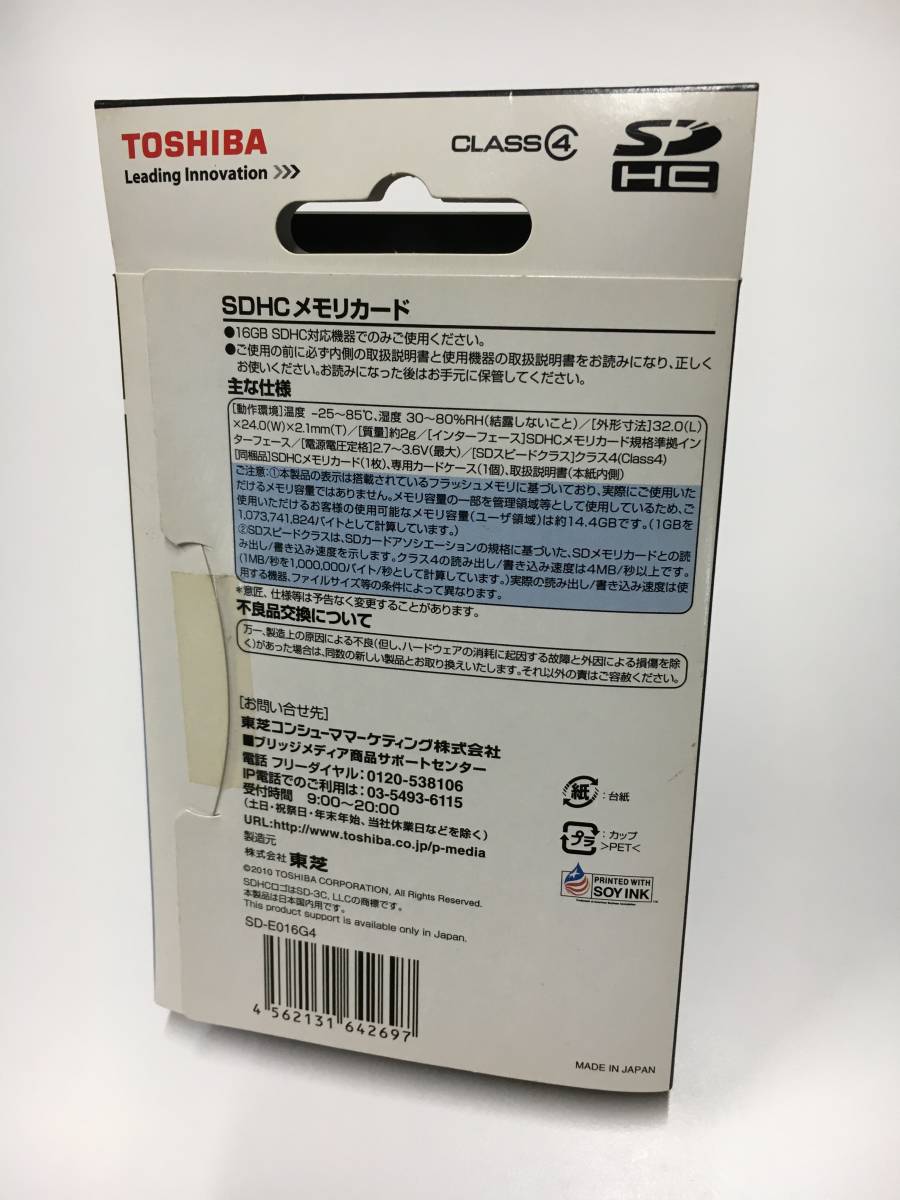 TOSHIBA
Leading Innovation >>>
CLASS④
SD
HC
SDHCメモリカード
●16GB SDHC対応機器でのみご使用ください。
●ご使用の前に必ず内側の取扱説明書と使用機器の取扱説明書をお読みになり、正しく
お使いください。お読みになった後はお手元に保管してください。
主な仕様
[動作環境]温度 -25〜85℃、湿度 30〜80%RH(結露しないこと)/[外形寸法]32.0(L)
×24.0(W)×2.1mm(T)/[質量]約2g/[インターフェース]SDHCメモリカード規格準拠イン
ターフェース/[電源電圧定格]2.7〜3.6V(最大)/[SDスピードクラス]クラス4(Class4)
[同梱品]SDHCメモリカード(1枚)、専用カードケース(1個)、取扱説明書(本紙内側)
ご注意:①本製品の表示は搭載されているフラッシュメモリに基づいており、実際にご使用いた
だけるメモリ容量ではありません。メモリ容量の一部を管理領域等として使用しているため、ご
使用いただけるお客様の使用可能なメモリ容量(ユーザ領域)は約14.4GBです。(1GBを
1,073,741,824バイトとして計算しています。)
②SDスピードクラスは、SDカードアソシエーションの規格に基づいた、SDメモリカードとの読
み出し/書き込み速度を示します。クラス4の読み出し/書き込み速度は4MB/秒以上です。
(1MB/秒を1,000,000バイト/秒として計算しています。)実際の読み出し/書き込み速度は使
用する機器、ファイルサイズ等の条件によって異なります。
*意匠、仕様等は予告なく変更することがあります。
不良品交換について
万一、製造上の原因による不良(但し、ハードウェアの消耗に起因する故障と外因による損傷を除
く)があった場合は、同数の新しい製品とお取り換えいたします。それ以外の責はご容赦ください。
[お問い合せ先]
東芝コンシューママーケティング株式会社
■ブリッジメディア商品サポートセンター
電話 フリーダイヤル:0120-538106
IP電話でのご利用は:03-5493-6115
受付時間 9:00〜20:00
(土日・祝祭日・年末年始、当社休業日などを除く)
URL:http://www.toshiba.co.jp/p-media
製造元
株式会社 東芝
©2010 TOSHIBA CORPORATION, All Rights Reserved.
SDHCロゴはSD-3C, LLCの商標です。
本製品は日本国内用です。
This product support is available only in Japan.
SD-E016G4
4 562131 642697
紙 :台紙
プラ :カップ
>PET<
PRINTED WITH
SOY INK
MADE IN JAPAN